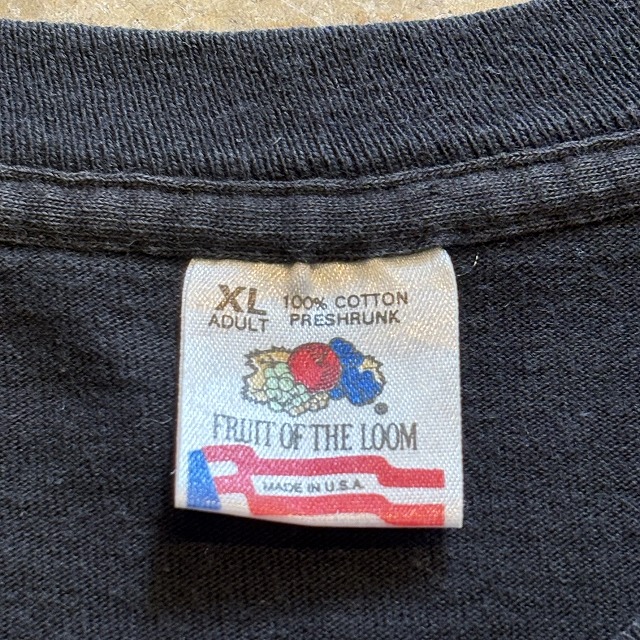 XL 100% COTTON
ADULT PRESHRUNK
FRUIT OF THE LOOM
®
MADE IN U.S.A.